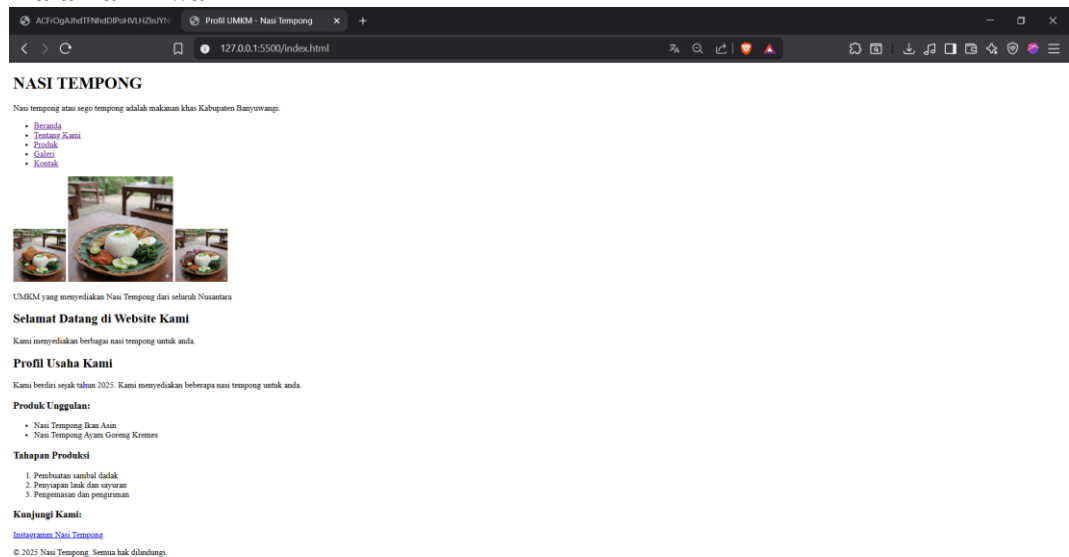 ACFrOgAJhdTFNhdDIPoHVLHZInJYN
Profil UMKM - Nasi Tempong
127.0.0.1:5500/index.html
NASI TEMPONG
Nasi tempong atau sego tempong adalah makanan khas Kabupaten Banyuwangi.
Beranda
Tentang Kami
Produk
Galeri
Kontak
UMKM yang menyediakan Nasi Tempong dari seluruh Nusantara
Selamat Datang di Website Kami
Kami menyediakan berbagai nasi tempong untuk anda.
Profil Usaha Kami
Kami berdiri sejak tahun 2025. Kami menyediakan beberapa nasi tempong untuk anda.
Produk Unggulan:
Nasi Tempong Ikan Asin
Nasi Tempong Ayam Goreng Kremes
Tahapan Produksi
1. Pembuatan sambal dadak
2. Penyiapan lauk dan sayuran
3. Pengemasan dan pengiriman
Kunjungi Kami:
Instagramm Nasi Tempong
© 2025 Nasi Tempong. Semua hak dilindungi.